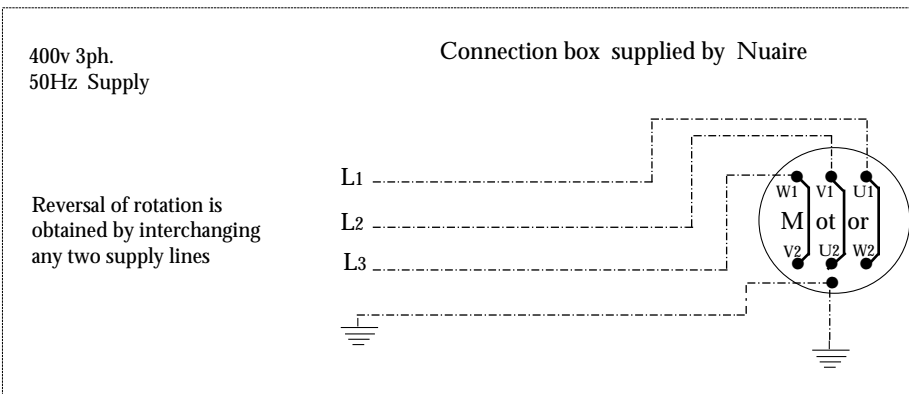 400v 3ph.
50Hz Supply
Connection box supplied by Nuaire
Reversal of rotation is
obtained by interchanging
any two supply lines
L1
L2
L3
W1 V1 U1
M ot or
V2 U2 W2